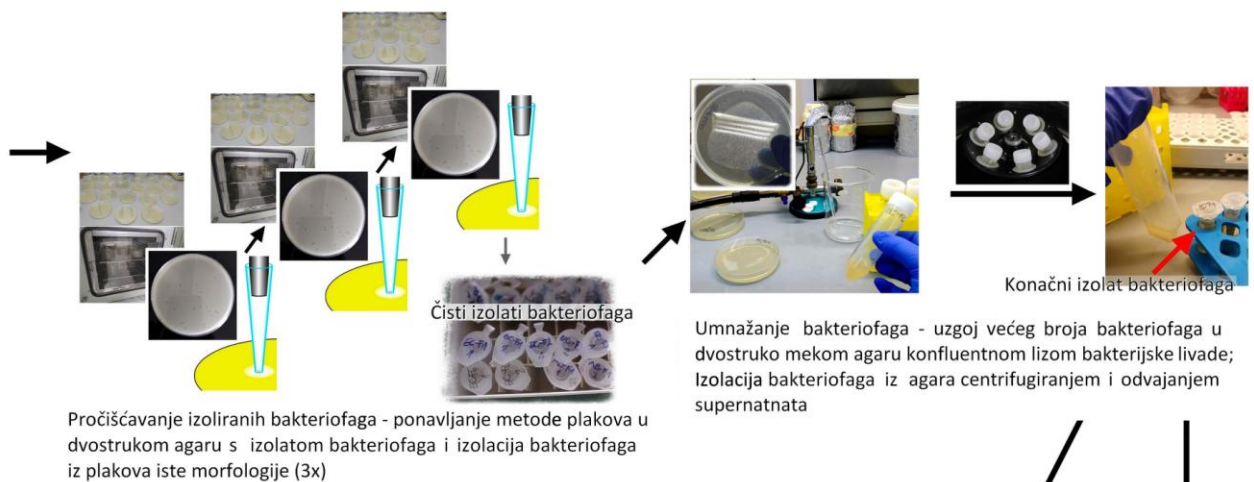 Čisti izolati bakteriofaga
Pročišćavanje izoliranih bakteriofaga - ponavljanje metode plakova u
dvostrukom agaru s izolatom bakteriofaga i izolacija bakteriofaga
iz plakova iste morfologije (3x)
Konačni izolat bakteriofaga
Umnažanje bakteriofaga - uzgoj većeg broja bakteriofaga u
dvostruko mekom agaru konfluentnom lizom bakterijske livade;
Izolacija bakteriofaga iz agara centrifugiranjem i odvajanjem
supernatnata